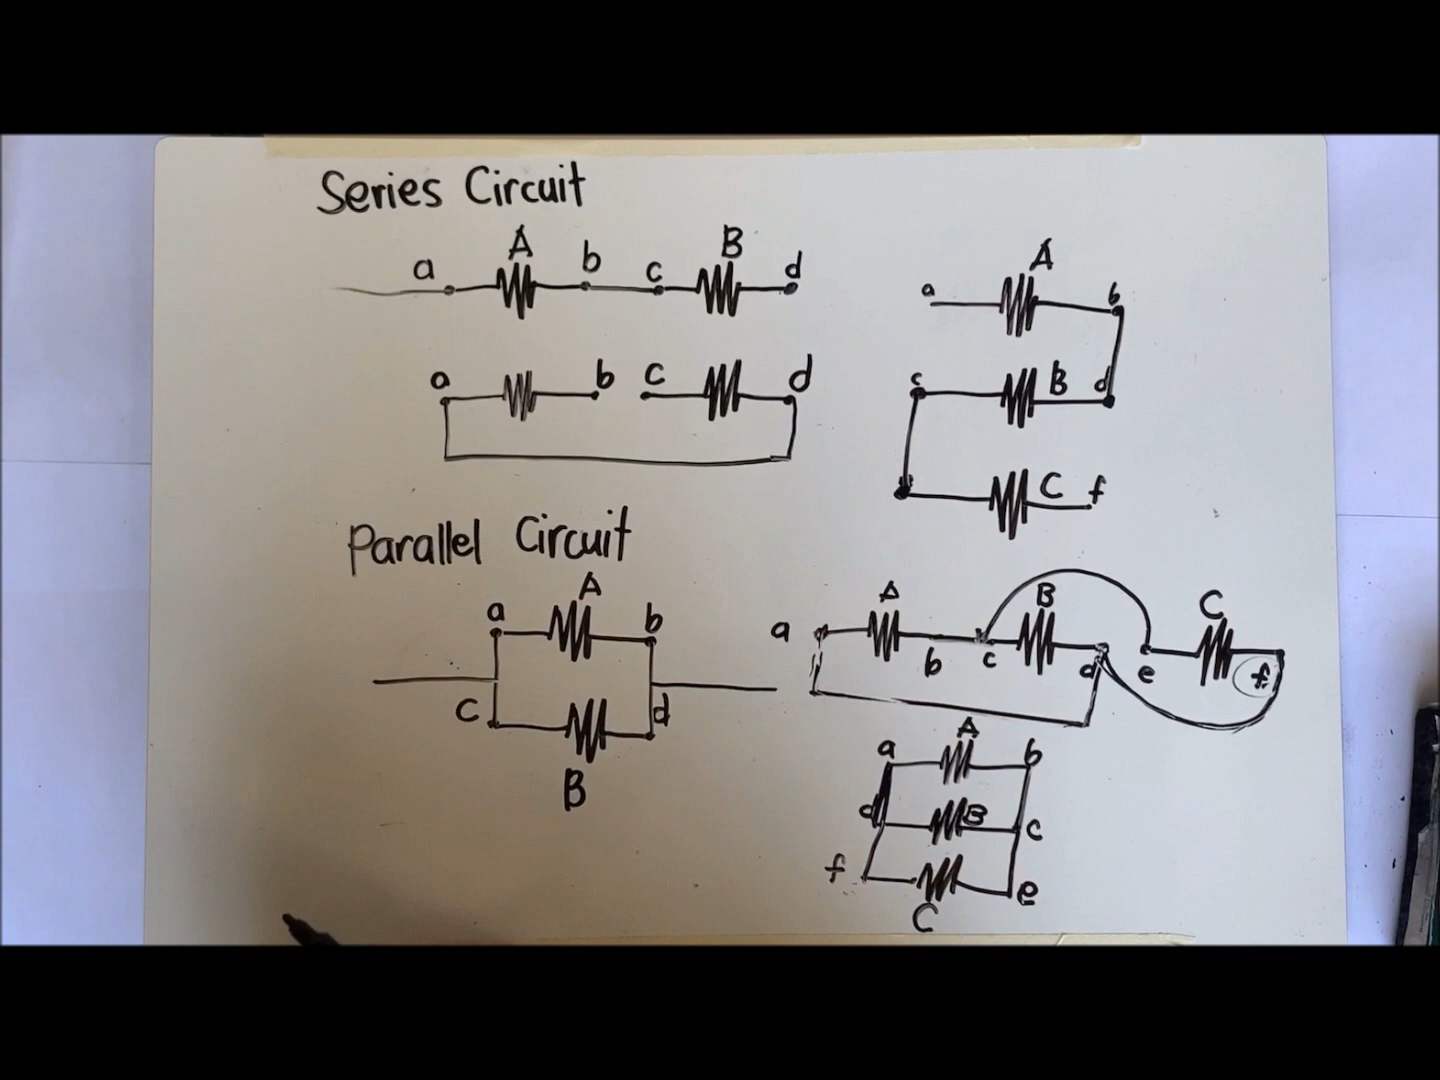 Series Circuit
A
B
a b c d
a b c d
A
a b
c B d
C f
Parallel Circuit
A
a b
c d
B
A B C
a b c d e f
A
a b
d B c
f e
C